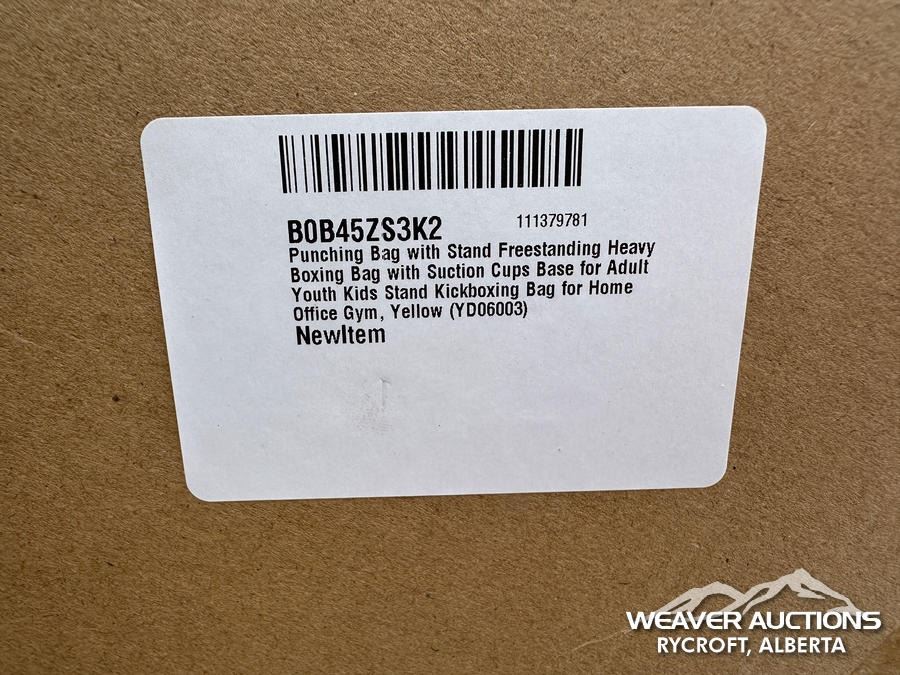 B0B45ZS3K2 111379781
Punching Bag with Stand Freestanding Heavy
Boxing Bag with Suction Cups Base for Adult
Youth Kids Stand Kickboxing Bag for Home
Office Gym, Yellow (YD06003)
NewItem
WEAVER AUCTIONS
RYCROFT, ALBERTA